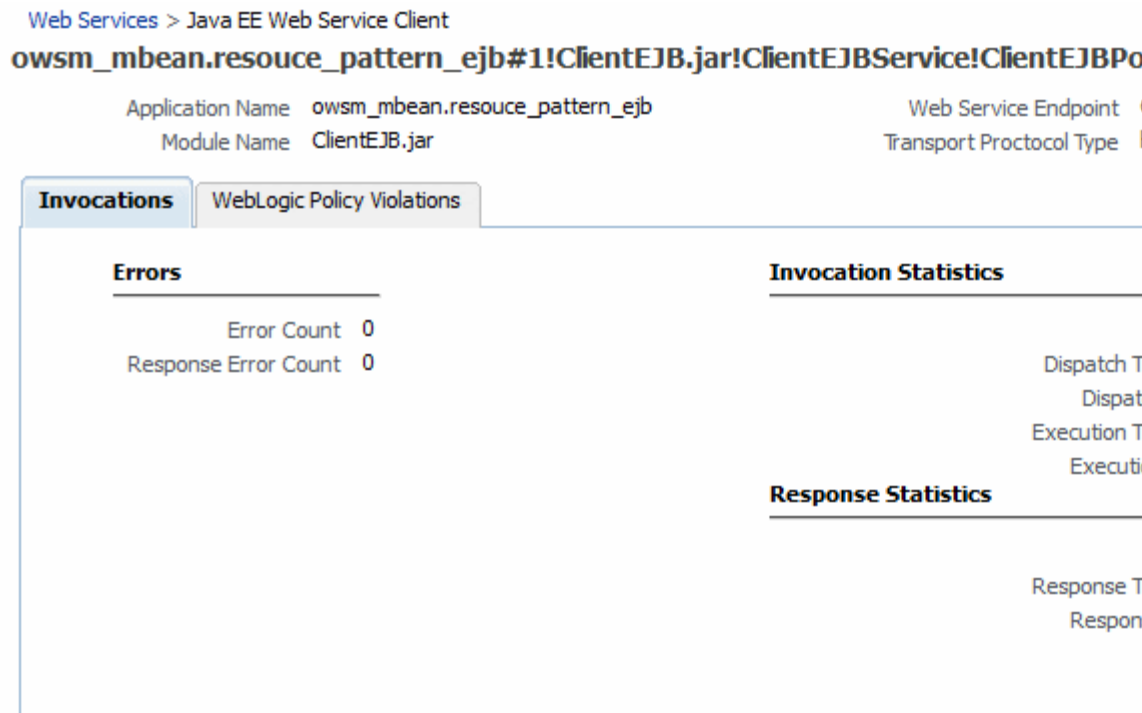 Web Services > Java EE Web Service Client
owsm_mbean.resouce_pattern_ejb#1!ClientEJB.jar!ClientEJBService!ClientEJBPo
Application Name owsm_mbean.resouce_pattern_ejb Web Service Endpoint
Module Name ClientEJB.jar Transport Proctocol Type
Invocations WebLogic Policy Violations
Errors Invocation Statistics
Error Count 0
Response Error Count 0 Dispatch T
Dispat
Execution T
Executi
Response Statistics
Response T
Respon